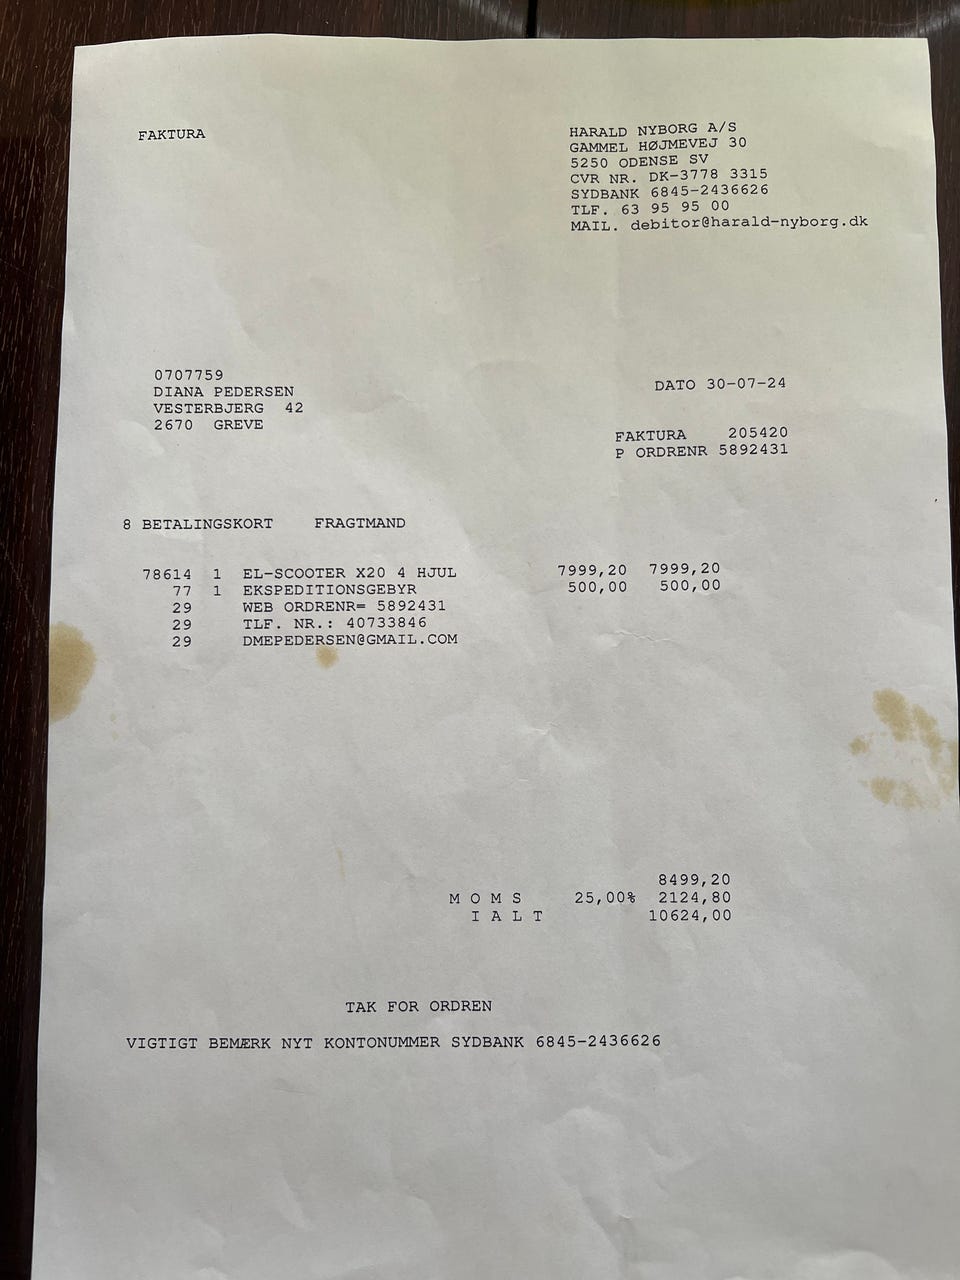 FAKTURA
HARALD NYBORG A/S
GAMMEL HØJMEVEJ 30
5250 ODENSE SV
CVR NR. DK-3778 3315
SYDBANK 6845-2436626
TLF. 63 95 95 00
MAIL. debitor@harald-nyborg.dk
0707759
DIANA PEDERSEN
VESTERBJERG 42
2670 GREVE
DATO 30-07-24
FAKTURA 205420
P ORDRENR 5892431
8 BETALINGSKORT FRAGTMAND
78614 1 EL-SCOOTER X20 4 HJUL 7999,20 7999,20
77 1 EKSPEDITIONSGEBYR 500,00 500,00
29 WEB ORDRENR= 5892431
29 TLF. NR.: 40733846
29 DMEPEDERSEN@GMAIL.COM
8499,20
M O M S 25,00% 2124,80
I A L T 10624,00
TAK FOR ORDREN
VIGTIGT BEMÆRK NYT KONTONUMMER SYDBANK 6845-2436626